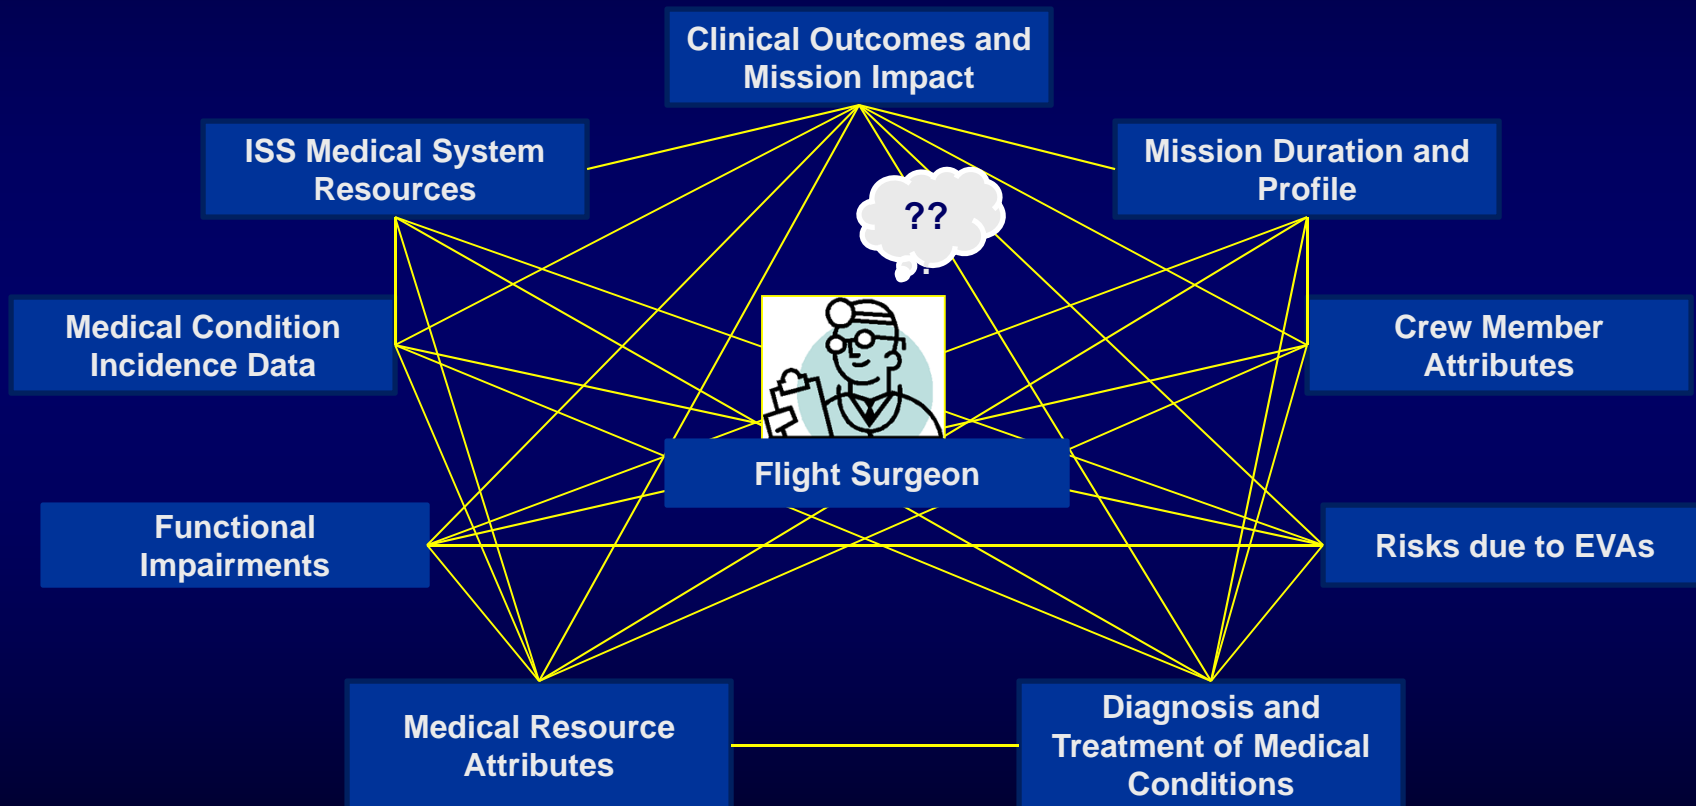 Clinical Outcomes and
Mission Impact
ISS Medical System
Resources
Mission Duration and
Profile
??
Medical Condition
Incidence Data
Crew Member
Attributes
Flight Surgeon
Functional
Impairments
Risks due to EVAs
Medical Resource
Attributes
Diagnosis and
Treatment of Medical
Conditions